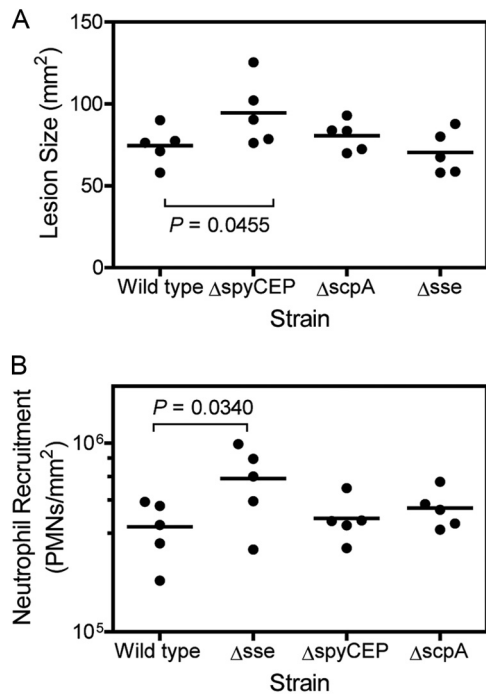 A
Lesion Size (mm²)
150
100
50
0
P = 0.0455
Wild type ΔspyCEP ΔscpA Δsse
Strain
B
Neutrophil Recruitment
(PMNs/mm²)
10⁶
10⁵
P = 0.0340
Wild type Δsse ΔspyCEP ΔscpA
Strain